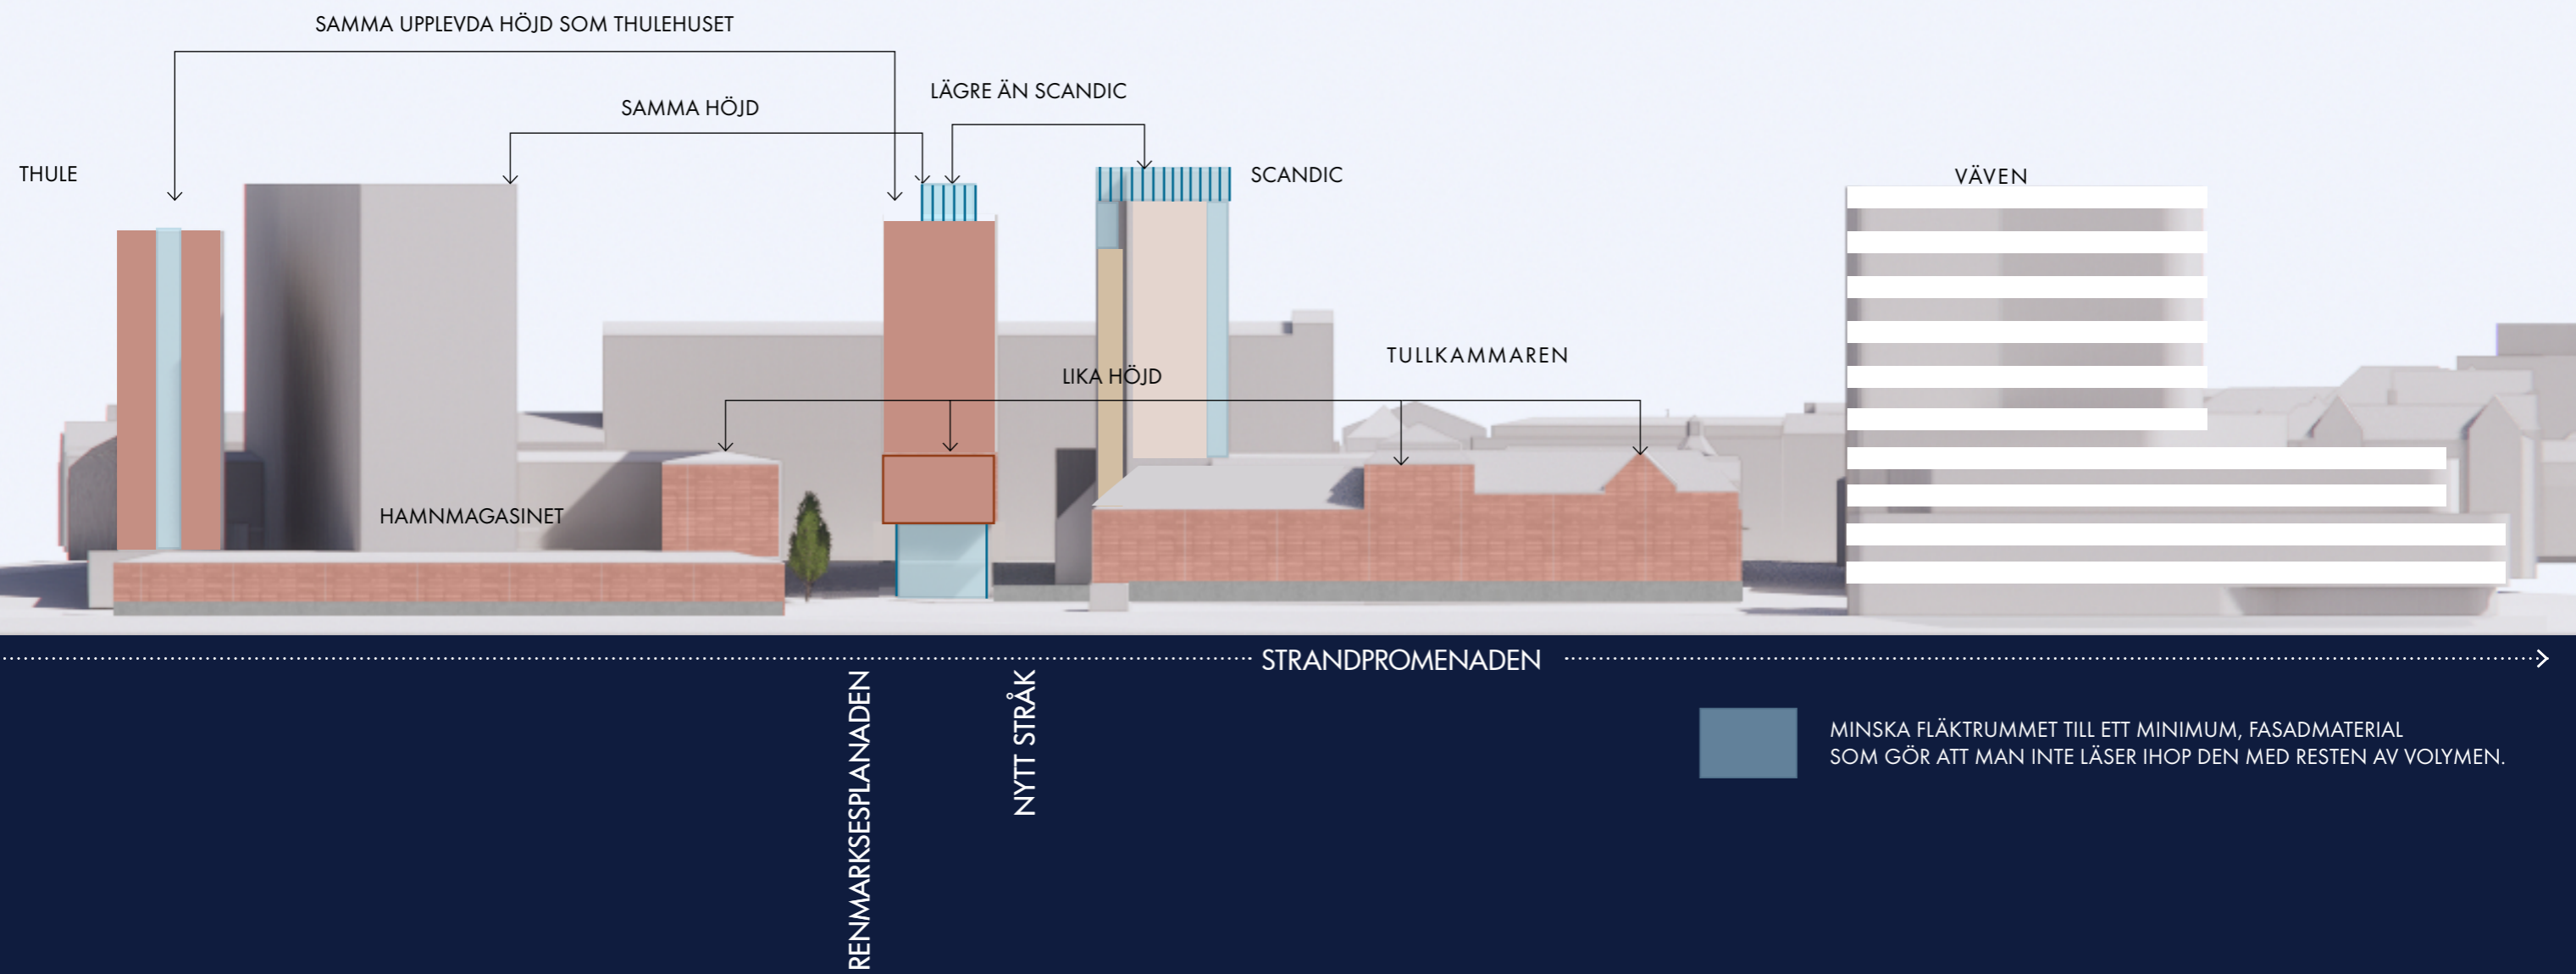 SAMMA UPPLEVDA HÖJD SOM THULEHUSET
LÄGRE ÄN SCANDIC
SAMMA HÖJD
THULE
SCANDIC
VÄVEN
TULLKAMMAREN
LIKA HÖJD
HAMNMAGASINET
STRANDPROMENADEN
RENMARKSESPLANADEN
NYTT STRÅK
MINSKA FLÄKTRUMMET TILL ETT MINIMUM, FASADMATERIAL
SOM GÖR ATT MAN INTE LÄSER IHOP DEN MED RESTEN AV VOLYMEN.